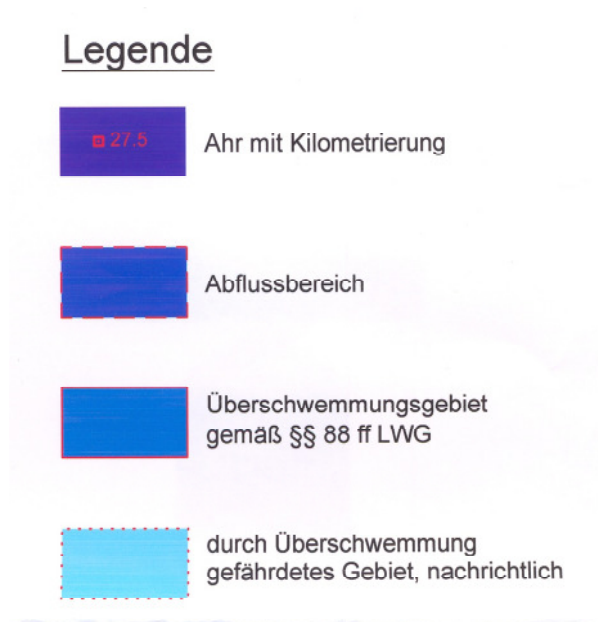 Legende
27.5
Ahr mit Kilometrierung
Abflussbereich
Überschwemmungsgebiet
gemäß §§ 88 ff LWG
durch Überschwemmung
gefährdetes Gebiet, nachrichtlich